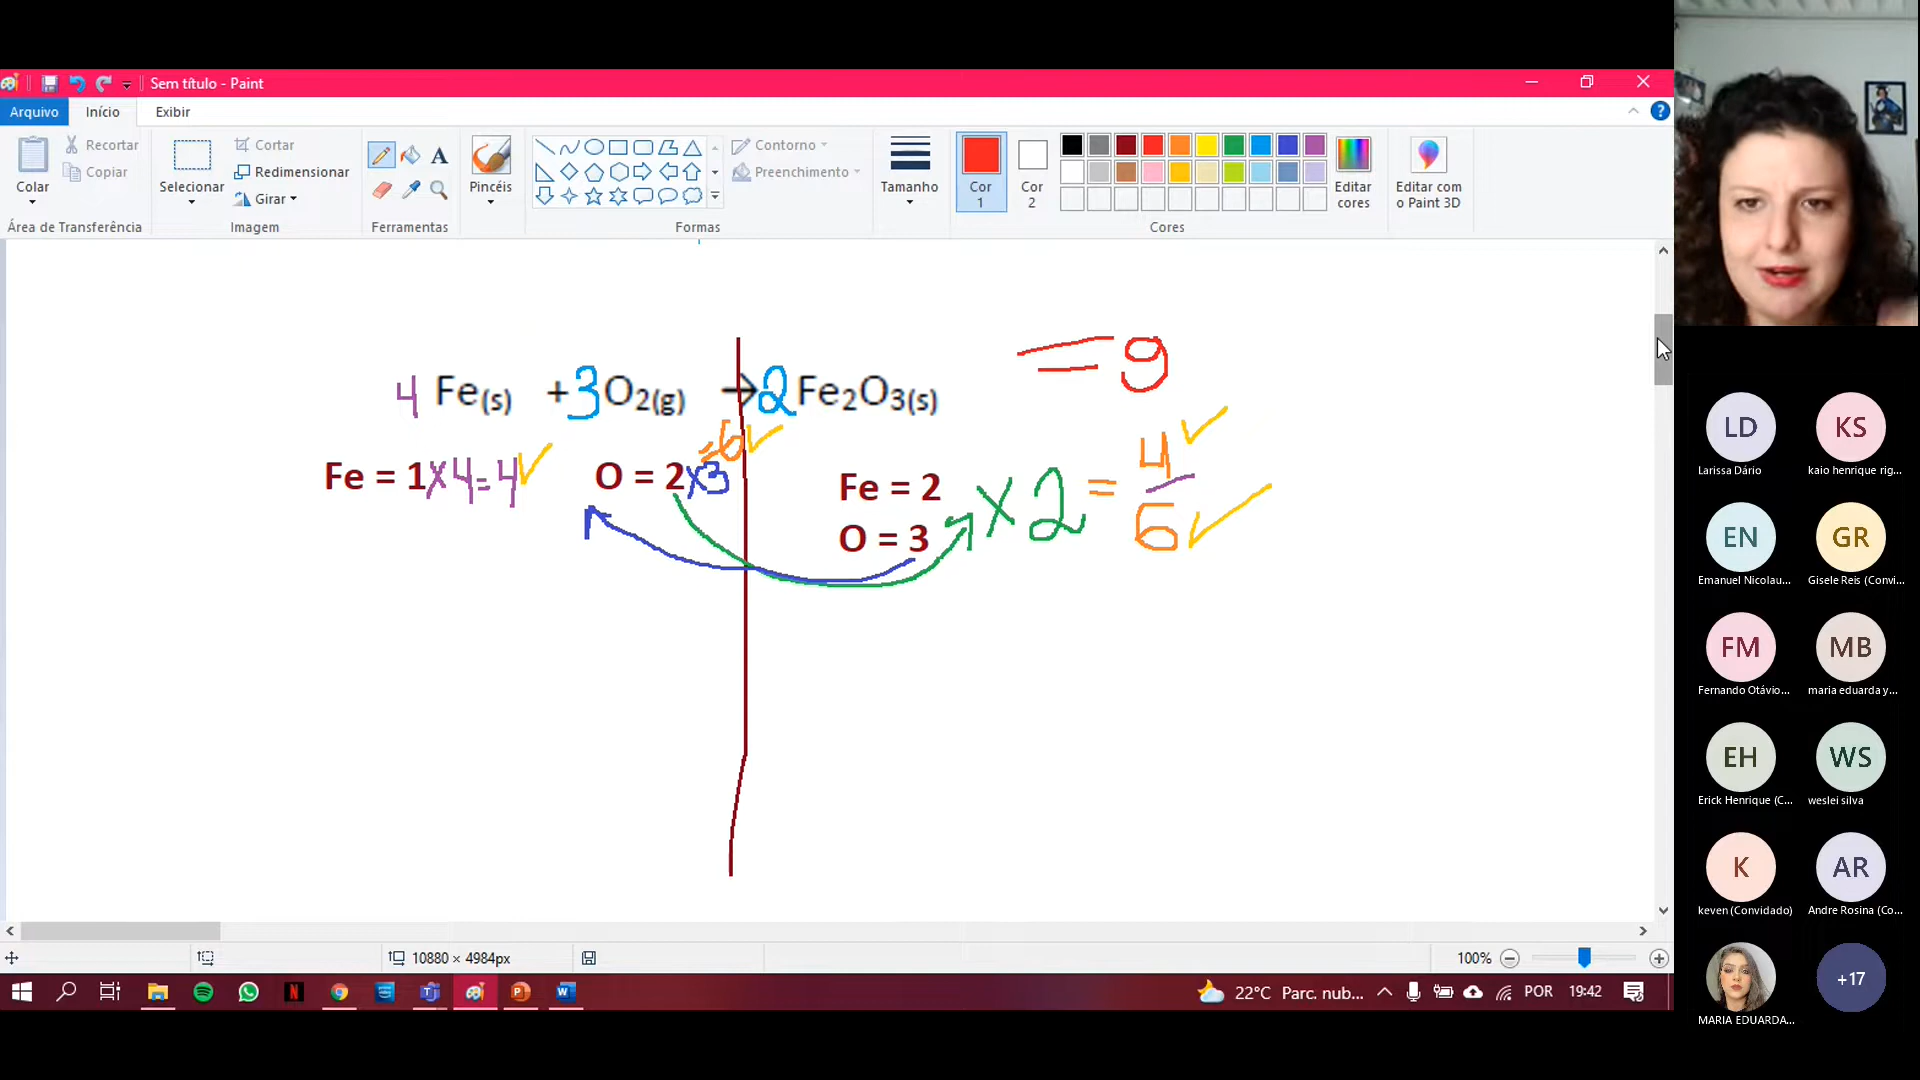 Sem título - Paint
Arquivo Início Exibir
Colar
Recortar
Copiar
Área de Transferência
Selecionar
Cortar
Redimensionar
Girar
Imagem
A
Ferramentas
Pincéis
Contorno
Preenchimento
Formas
Tamanho
Cor 1
Cor 2
Editar cores
Cores
Editar com o Paint 3D
= 9
4 Fe(s) + 3 O2(g) → 2 Fe2O3(s)
Fe = 1 x 4 = 4
O = 2 x 3 = 6
Fe = 2
O = 3
x 2 = 4
6
10880 × 4984px
100%
22°C Parc. nub... POR 19:42
LD
Larissa Dário
KS
kaio henrique rig...
EN
Emanuel Nicolau...
GR
Gisele Reis (Convi...
FM
Fernando Otávio...
MB
maria eduarda y...
EH
Erick Henrique (C...
WS
weslei silva
K
keven (Convidado)
AR
Andre Rosina (Co...
MARIA EDUARDA...
+17